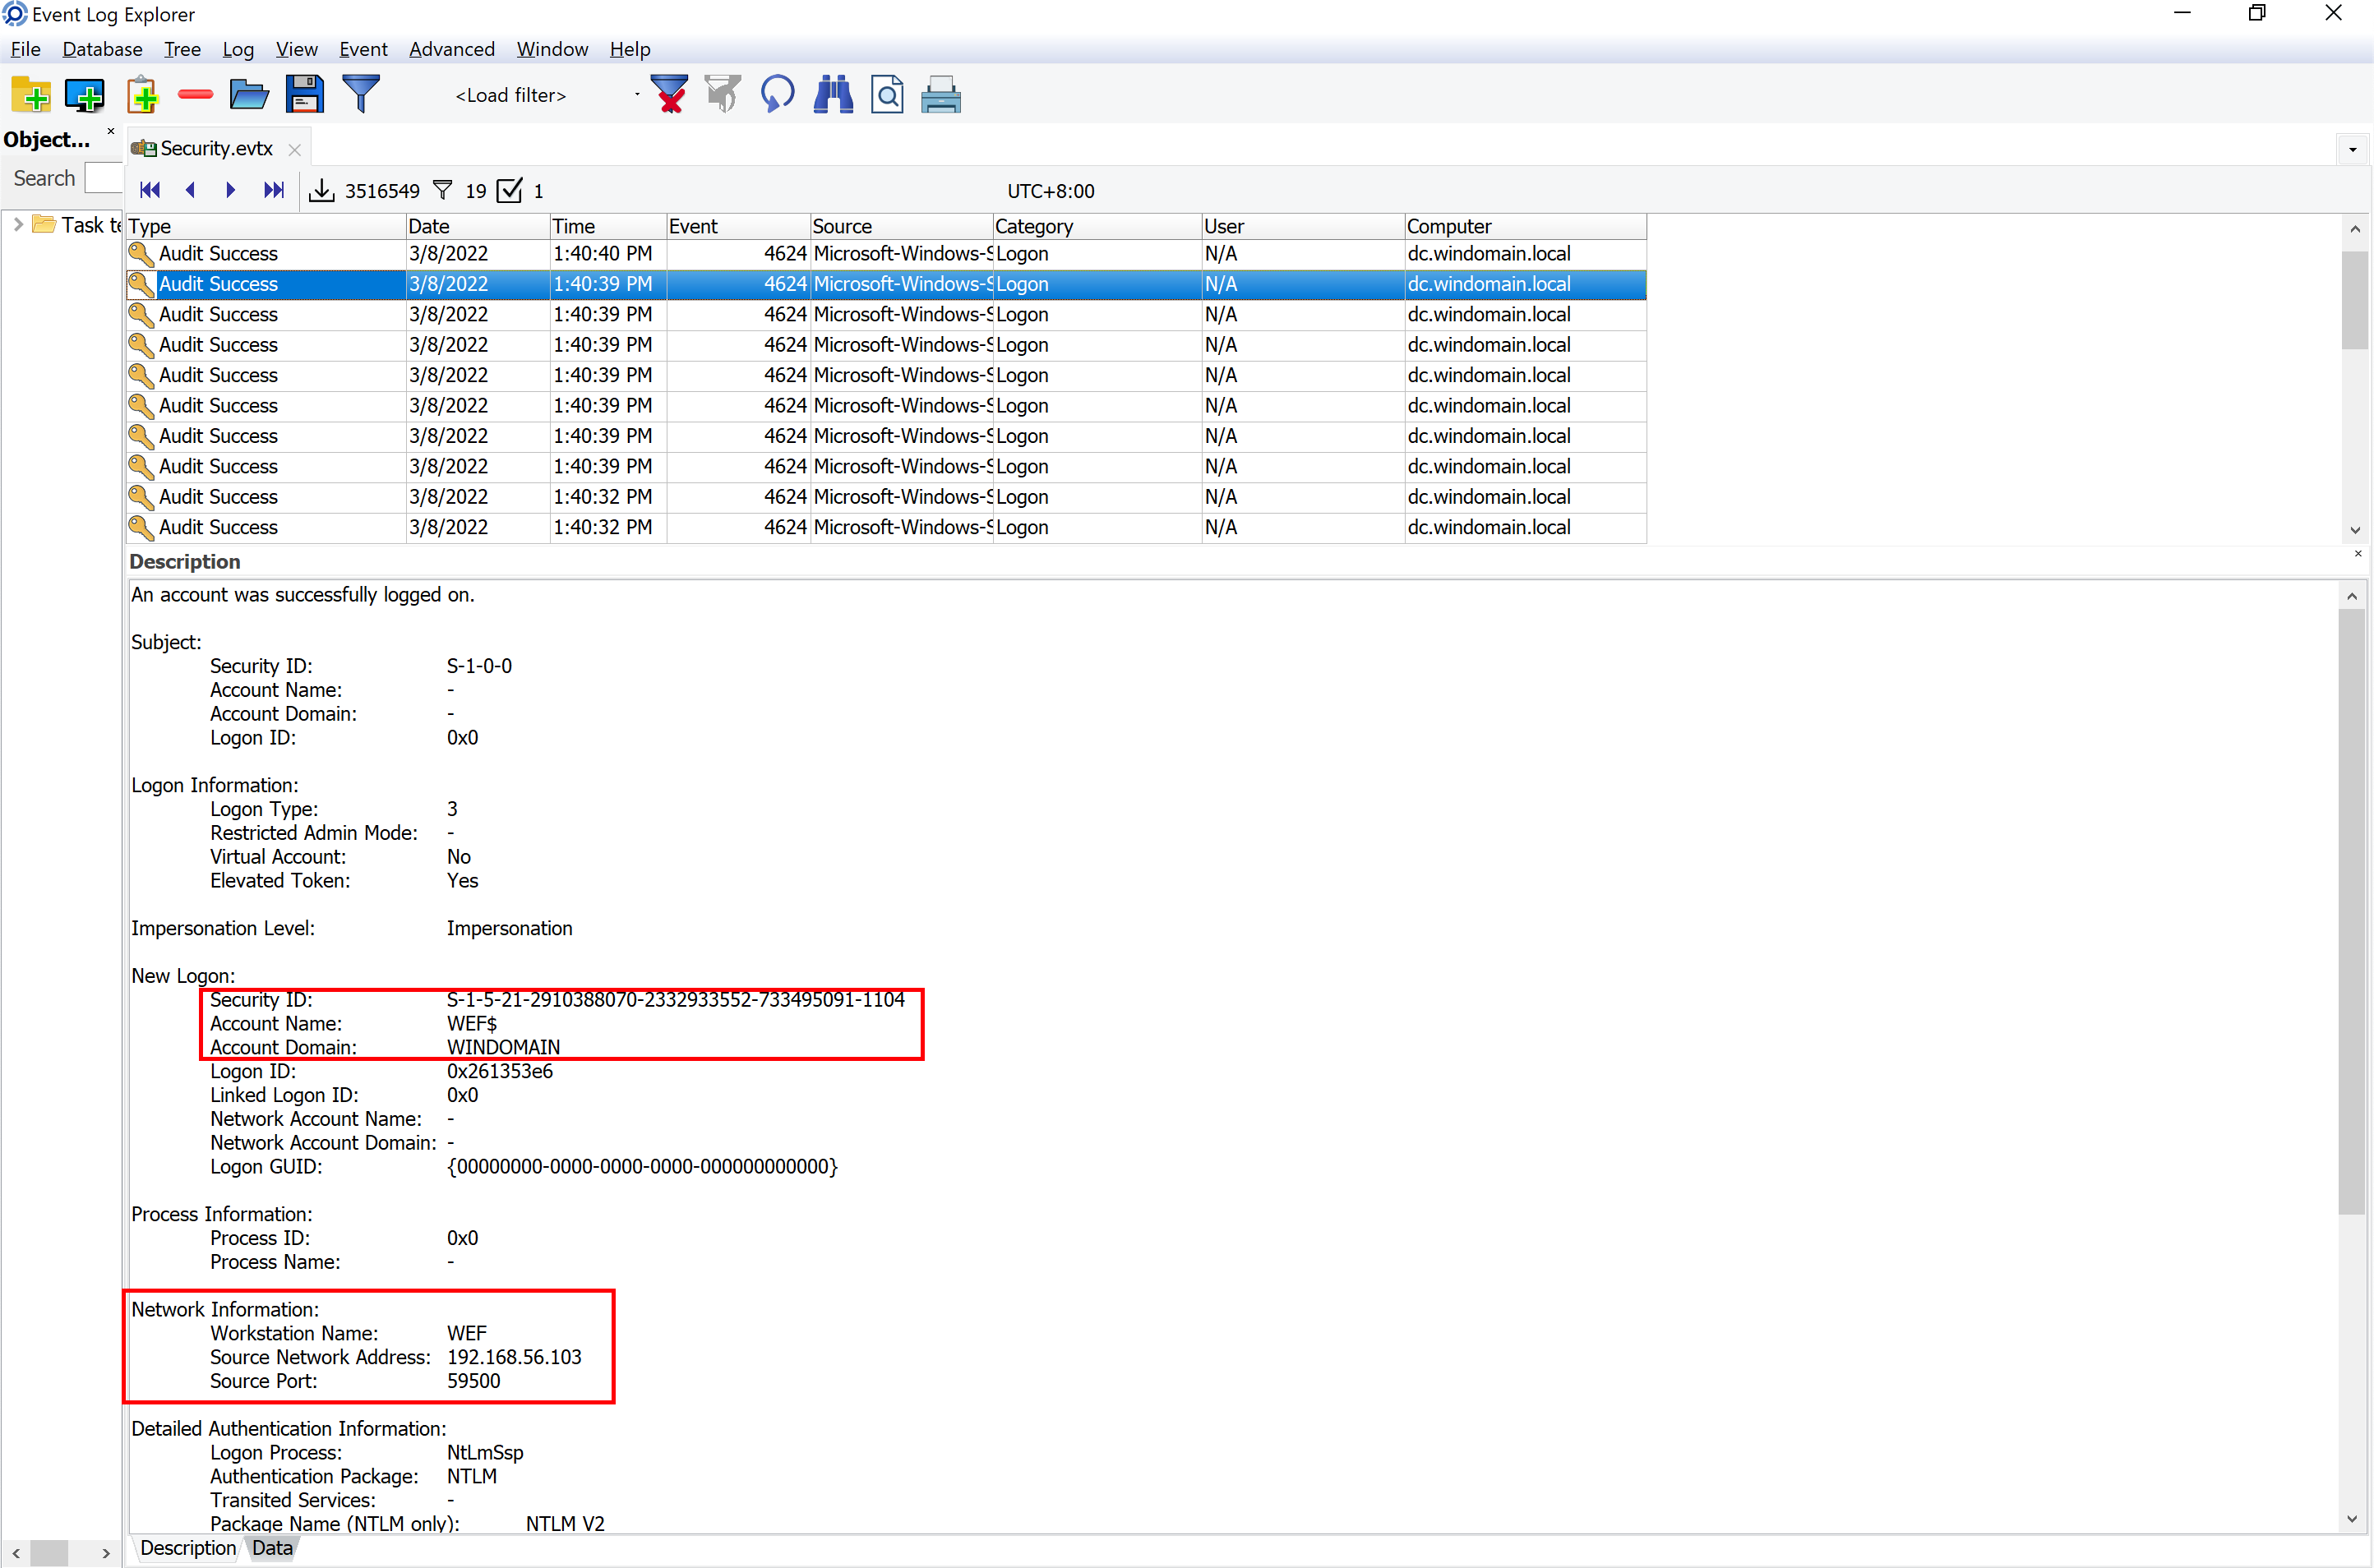 Event Log Explorer
File Database Tree Log View Event Advanced Window Help
<Load filter>
Object... Security.evtx
Search 3516549 19 1 UTC+8:00
Task te
Type Date Time Event Source Category User Computer
Audit Success 3/8/2022 1:40:40 PM 4624 Microsoft-Windows-S Logon N/A dc.windomain.local
Audit Success 3/8/2022 1:40:39 PM 4624 Microsoft-Windows-S Logon N/A dc.windomain.local
Audit Success 3/8/2022 1:40:39 PM 4624 Microsoft-Windows-S Logon N/A dc.windomain.local
Audit Success 3/8/2022 1:40:39 PM 4624 Microsoft-Windows-S Logon N/A dc.windomain.local
Audit Success 3/8/2022 1:40:39 PM 4624 Microsoft-Windows-S Logon N/A dc.windomain.local
Audit Success 3/8/2022 1:40:39 PM 4624 Microsoft-Windows-S Logon N/A dc.windomain.local
Audit Success 3/8/2022 1:40:39 PM 4624 Microsoft-Windows-S Logon N/A dc.windomain.local
Audit Success 3/8/2022 1:40:39 PM 4624 Microsoft-Windows-S Logon N/A dc.windomain.local
Audit Success 3/8/2022 1:40:32 PM 4624 Microsoft-Windows-S Logon N/A dc.windomain.local
Audit Success 3/8/2022 1:40:32 PM 4624 Microsoft-Windows-S Logon N/A dc.windomain.local
Description
An account was successfully logged on.
Subject:
Security ID: S-1-0-0
Account Name: -
Account Domain: -
Logon ID: 0x0
Logon Information:
Logon Type: 3
Restricted Admin Mode: -
Virtual Account: No
Elevated Token: Yes
Impersonation Level: Impersonation
New Logon:
Security ID: S-1-5-21-2910388070-2332933552-733495091-1104
Account Name: WEF$
Account Domain: WINDOMAIN
Logon ID: 0x261353e6
Linked Logon ID: 0x0
Network Account Name: -
Network Account Domain: -
Logon GUID: {00000000-0000-0000-0000-000000000000}
Process Information:
Process ID: 0x0
Process Name: -
Network Information:
Workstation Name: WEF
Source Network Address: 192.168.56.103
Source Port: 59500
Detailed Authentication Information:
Logon Process: NtLmSsp
Authentication Package: NTLM
Transited Services: -
Package Name (NTLM only): NTLM V2
Description Data